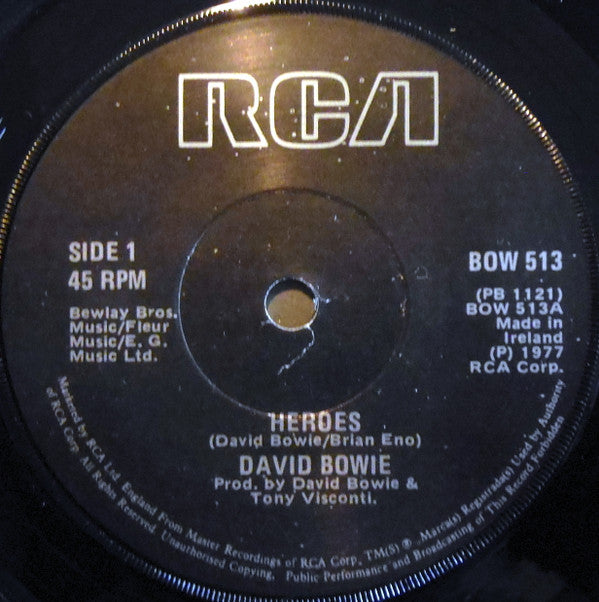 RCA
SIDE 1
45 RPM
Bewlay Bros.
Music/Fleur
Music/E. G.
Music Ltd.
BOW 513
(PB 1121)
BOW 513A
Made in
Ireland
(P) 1977
RCA Corp.
HEROES
(David Bowie/Brian Eno)
DAVID BOWIE
Prod. by David Bowie &
Tony Visconti.
Mastered by RCA Ltd. England From Master Recordings of RCA Corp. TM(S) ® Marca(s) Registrada(s) Used by Authority
of RCA Corp. All Rights Reserved. Unauthorised Copying, Public Performance and Broadcasting of This Record Forbidden